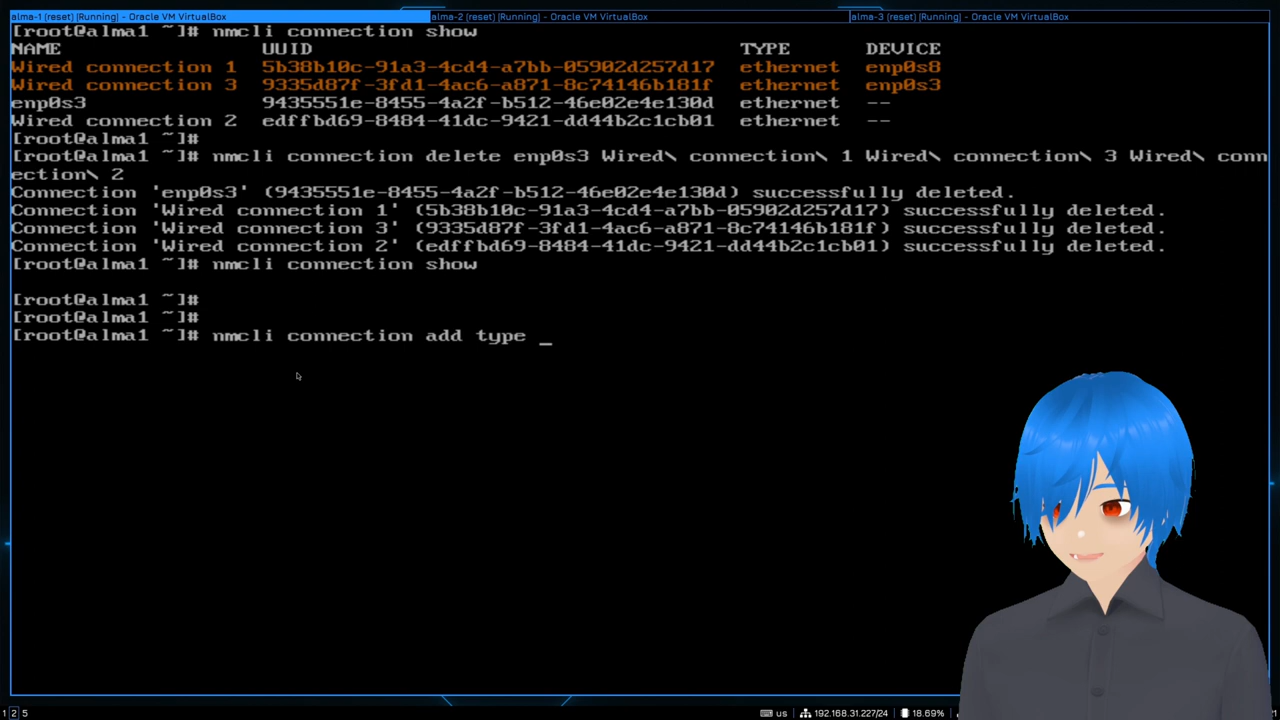 alma-1 (reset) [Running] - Oracle VM VirtualBox
alma-2 (reset) [Running] - Oracle VM VirtualBox
alma-3 (reset) [Running] - Oracle VM VirtualBox
[root@alma1 ~]# nmcli connection show
NAME UUID TYPE DEVICE
Wired connection 1 5b38b10c-91a3-4cd4-a7bb-05902d257d17 ethernet enp0s8
Wired connection 3 9335d87f-3fd1-4ac6-a871-8c74146b181f ethernet enp0s3
enp0s3 9435551e-8455-4a2f-b512-46e02e4e130d ethernet --
Wired connection 2 edffbd69-8484-41dc-9421-dd44b2c1cb01 ethernet --
[root@alma1 ~]#
[root@alma1 ~]# nmcli connection delete enp0s3 Wired\ connection\ 1 Wired\ connection\ 3 Wired\ conn
ection\ 2
Connection 'enp0s3' (9435551e-8455-4a2f-b512-46e02e4e130d) successfully deleted.
Connection 'Wired connection 1' (5b38b10c-91a3-4cd4-a7bb-05902d257d17) successfully deleted.
Connection 'Wired connection 3' (9335d87f-3fd1-4ac6-a871-8c74146b181f) successfully deleted.
Connection 'Wired connection 2' (edffbd69-8484-41dc-9421-dd44b2c1cb01) successfully deleted.
[root@alma1 ~]# nmcli connection show
[root@alma1 ~]#
[root@alma1 ~]#
[root@alma1 ~]# nmcli connection add type _
1 2 5 us 192.168.31.227/24 18.69%